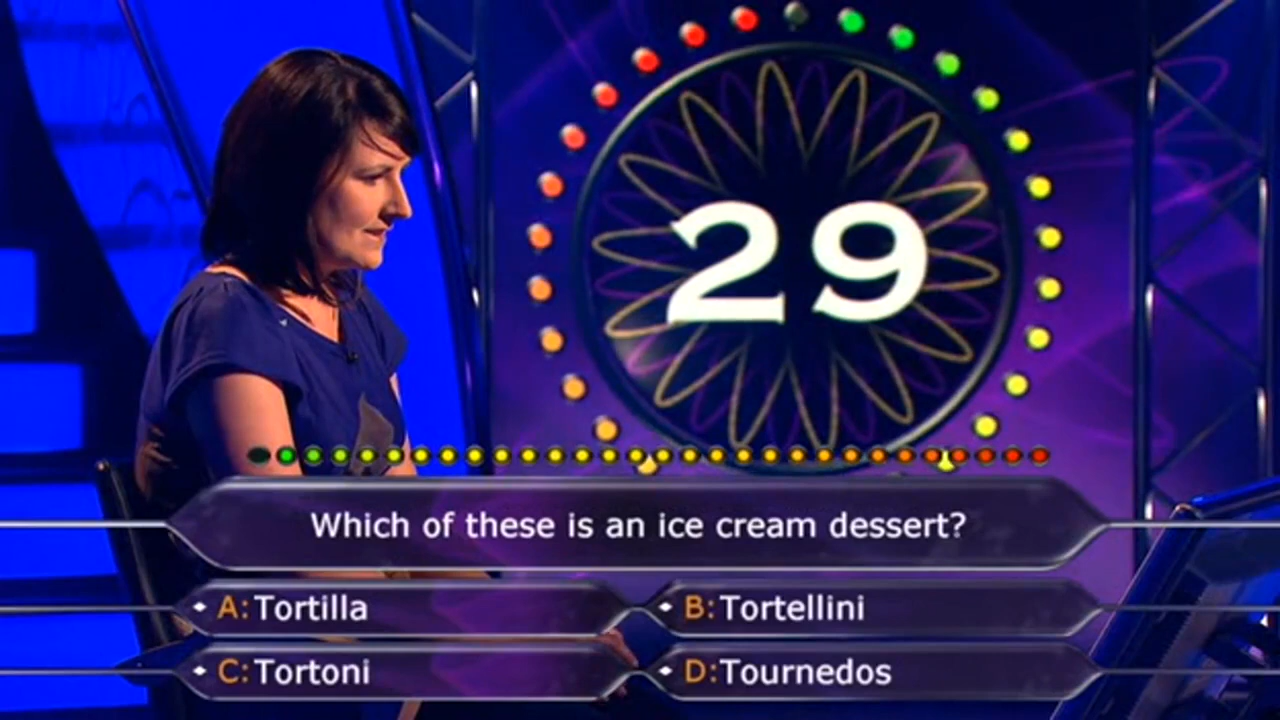 29
Which of these is an ice cream dessert?
A: Tortilla
B: Tortellini
C: Tortoni
D: Tournedos